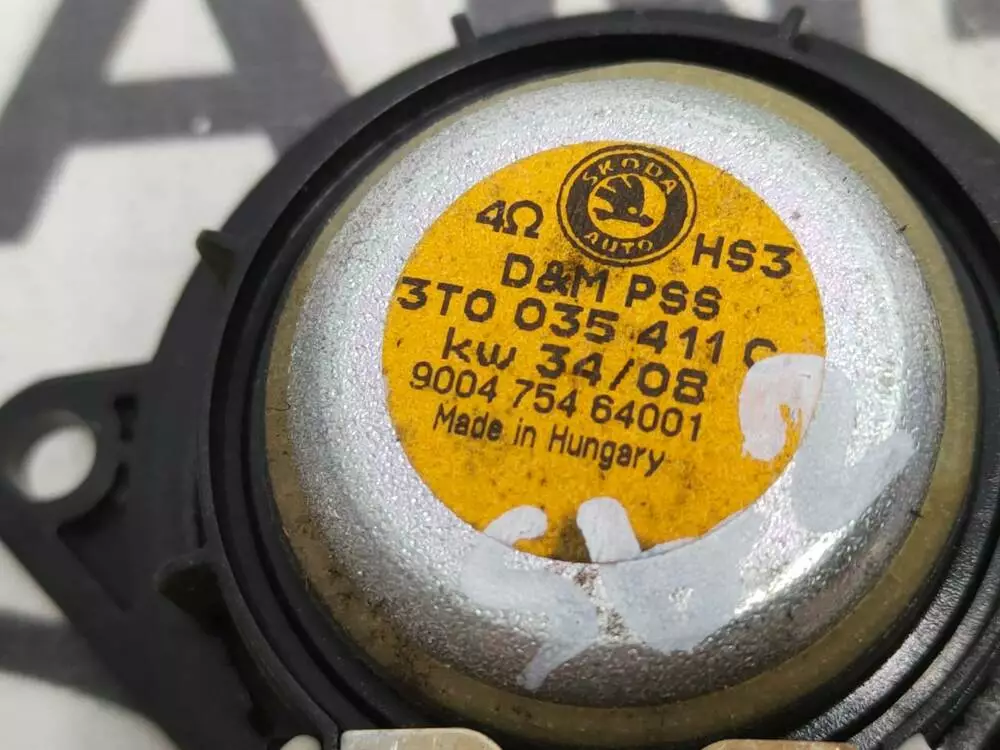 SKODA
AUTO
4Ω HS3
D&M PSS
3T0 035 411
kw 34/08
9004 754 64001
Made in Hungary